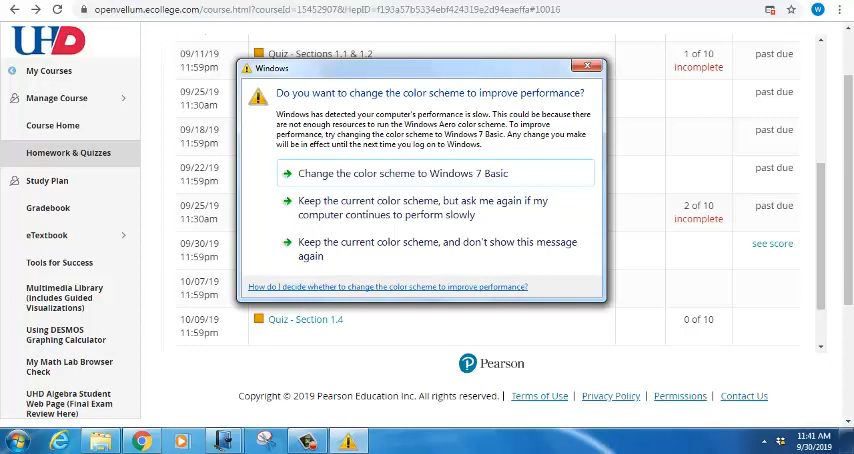 openvellum.ecollege.com/course.html?courseId=15452907&HepID=f193a57b5334ebf424319e2d94eaeffa#10016
W
UHD
My Courses
Manage Course
Course Home
Homework & Quizzes
Study Plan
Gradebook
eTextbook
Tools for Success
Multimedia Library
(includes Guided
Visualizations)
Using DESMOS
Graphing Calculator
My Math Lab Browser
Check
UHD Algebra Student
Web Page (Final Exam
Review Here)
09/11/19
11:59pm
Quiz - Sections 1.1 & 1.2
1 of 10
incomplete
past due
09/25/19
11:30am
past due
09/18/19
11:59pm
past due
09/22/19
11:59pm
past due
09/25/19
11:30am
2 of 10
incomplete
past due
09/30/19
11:59pm
see score
10/07/19
11:59pm
10/09/19
11:59pm
Quiz - Section 1.4
0 of 10
Windows
Do you want to change the color scheme to improve performance?
Windows has detected your computer's performance is slow. This could be because
there are not enough resources to run the Windows Aero color scheme. To improve
performance, try changing the color scheme to Windows 7 Basic. Any change you make
will be in effect until the next time you log on to Windows.
Change the color scheme to Windows 7 Basic
Keep the current color scheme, but ask me again if my
computer continues to perform slowly
Keep the current color scheme, and don't show this message
again
How do I decide whether to change the color scheme to improve performance?
P Pearson
Copyright © 2019 Pearson Education Inc. All rights reserved. | Terms of Use | Privacy Policy | Permissions | Contact Us
11:41 AM
9/30/2019